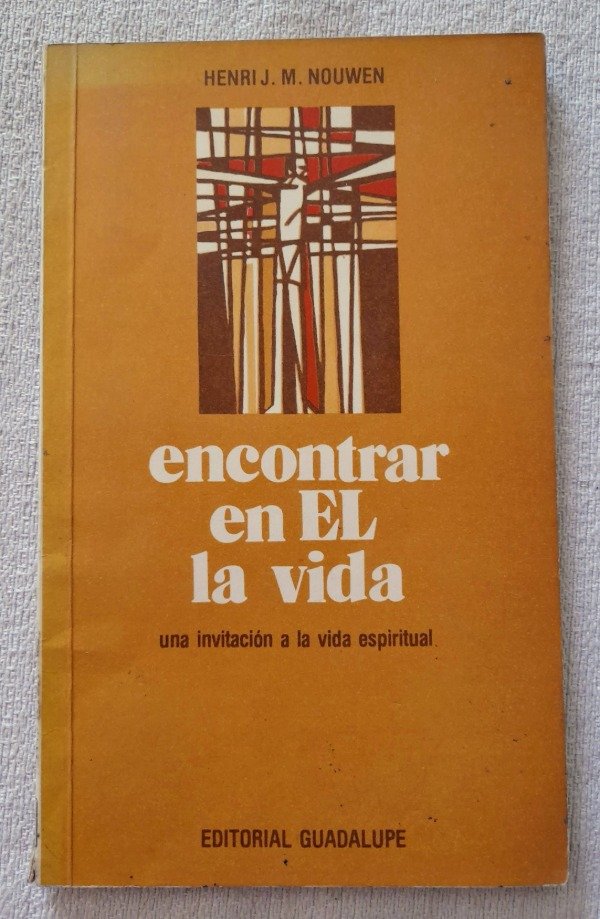 HENRI J. M. NOUWEN
encontrar
en EL
la vida
una invitación a la vida espiritual
EDITORIAL GUADALUPE